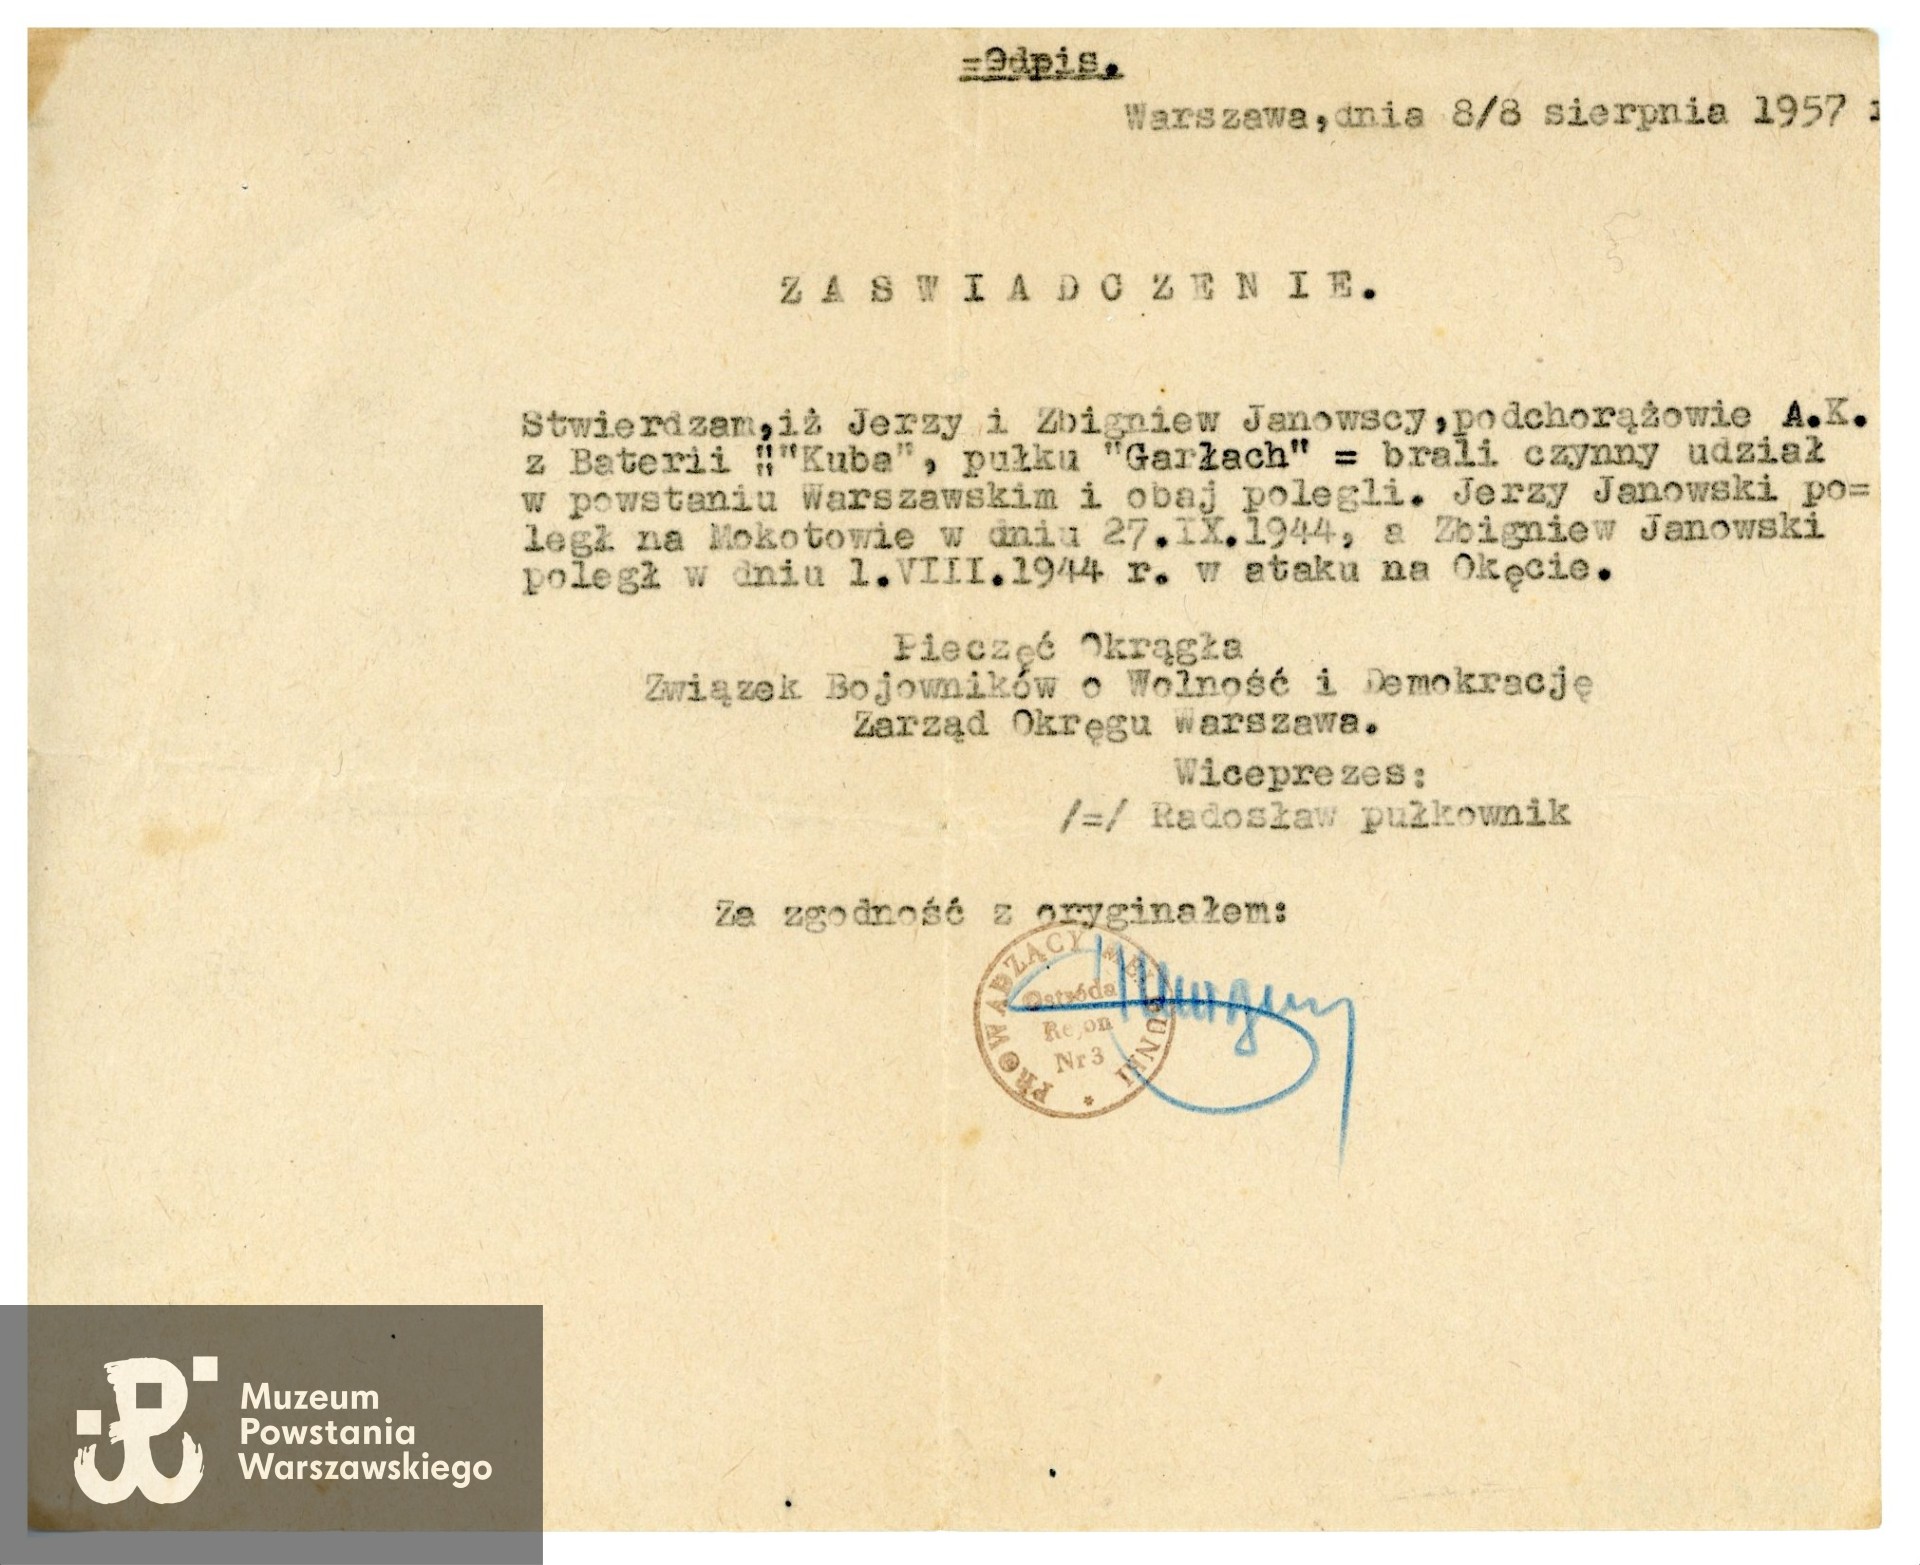 =Odpis.
Warszawa,dnia 8/8 sierpnia 1957 r
ZASWIADCZENIE.
Stwierdzam,iż Jerzy i Zbigniew Janowscy,podchorążowie A.K.
z Baterii ""Kuba", pułku "Garłach" = brali czynny udział
w powstaniu Warszawskim i obaj polegli. Jerzy Janowski po=
legł na Mokotowie w dniu 27.IX.1944, a Zbigniew Janowski
poległ w dniu 1.VIII.1944 r. w ataku na Okęcie.
Pieczęć Okrągła
Związek Bojowników o Wolność i Demokrację
Zarząd Okręgu Warszawa.
Wiceprezes:
/=/ Radosław pułkownik
Za zgodność z oryginałem:
PROWADZĄCY MELDUNKI
Ostróda
Rejon
Nr 3
Muzeum
Powstania
Warszawskiego